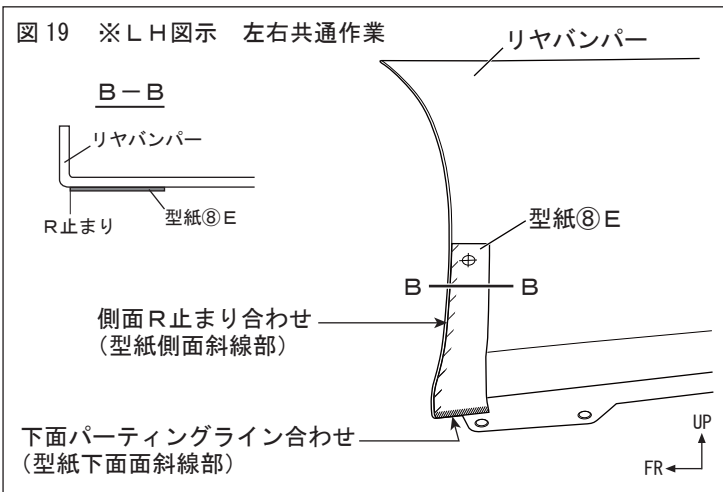 図19 ※LH図示 左右共通作業
リヤバンパー
B-B
リヤバンパー
R止まり
型紙⑧E
型紙⑧E
B
B
側面R止まり合わせ
(型紙側面斜線部)
下面パーティングライン合わせ
(型紙下面面斜線部)
UP
FR